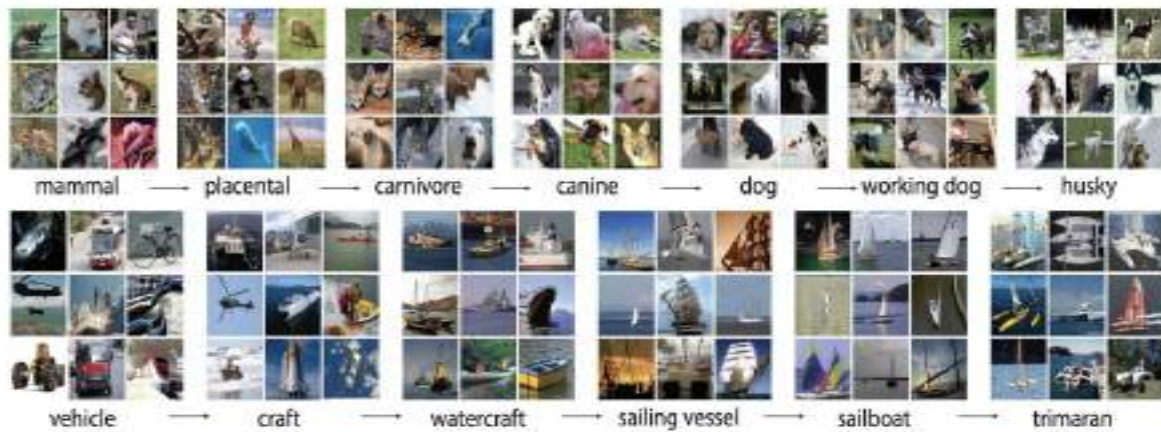 mammal → placental → carnivore → canine → dog → working dog → husky
vehicle → craft → watercraft → sailing vessel → sailboat → trimaran